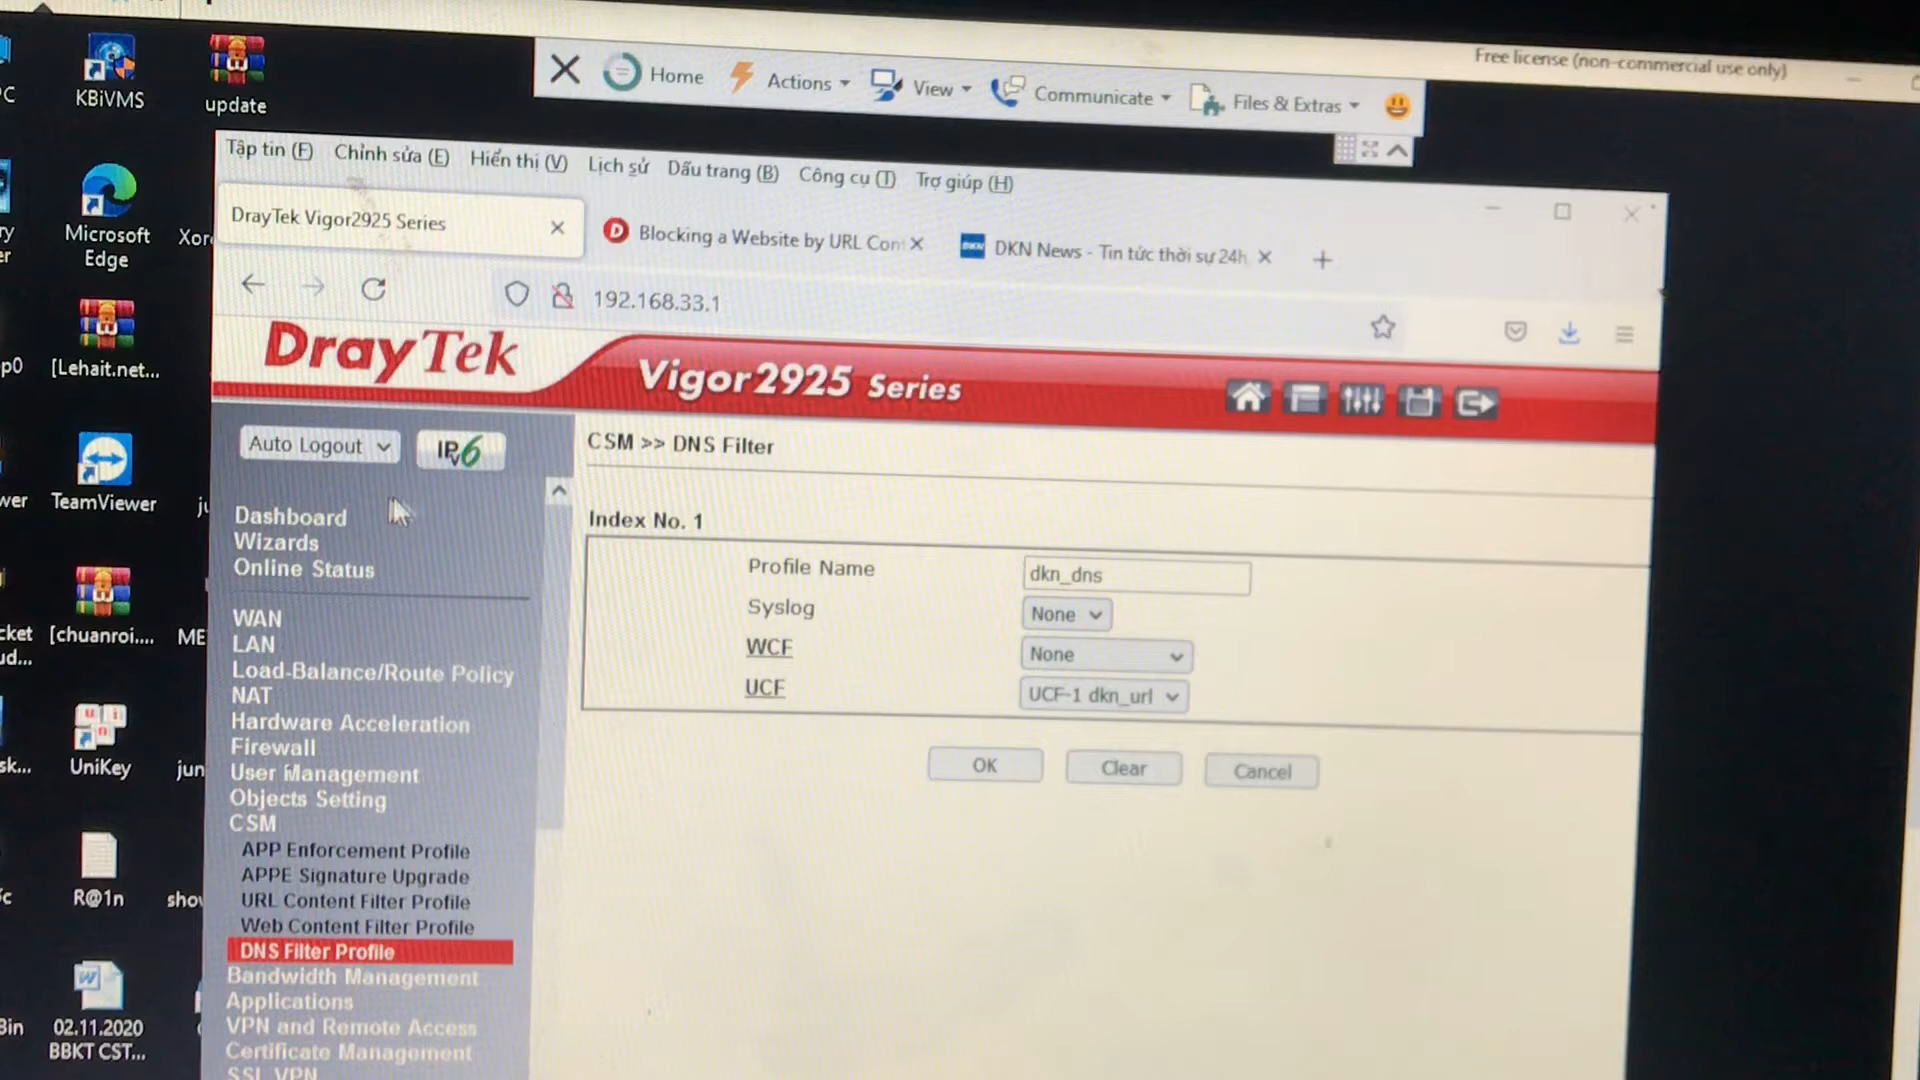 Free license (non-commercial use only)
Home
Actions
View
Communicate
Files & Extras
KBiVMS
update
Microsoft
Edge
[Lehait.net...
TeamViewer
[chuanroi....
UniKey
R@1n
02.11.2020
BBKT CST...
Tập tin (F) Chỉnh sửa (E) Hiển thị (V) Lịch sử Dấu trang (B) Công cụ (T) Trợ giúp (H)
DrayTek Vigor2925 Series
Blocking a Website by URL Con
DKN News - Tin tức thời sự 24h
192.168.33.1
DrayTek
Vigor2925 Series
Auto Logout
IPv6
CSM >> DNS Filter
Dashboard
Wizards
Online Status
WAN
LAN
Load-Balance/Route Policy
NAT
Hardware Acceleration
Firewall
User Management
Objects Setting
CSM
APP Enforcement Profile
APPE Signature Upgrade
URL Content Filter Profile
Web Content Filter Profile
DNS Filter Profile
Bandwidth Management
Applications
VPN and Remote Access
Certificate Management
SSL VPN
Index No. 1
Profile Name dkn_dns
Syslog None
WCF None
UCF UCF-1 dkn_url
OK Clear Cancel